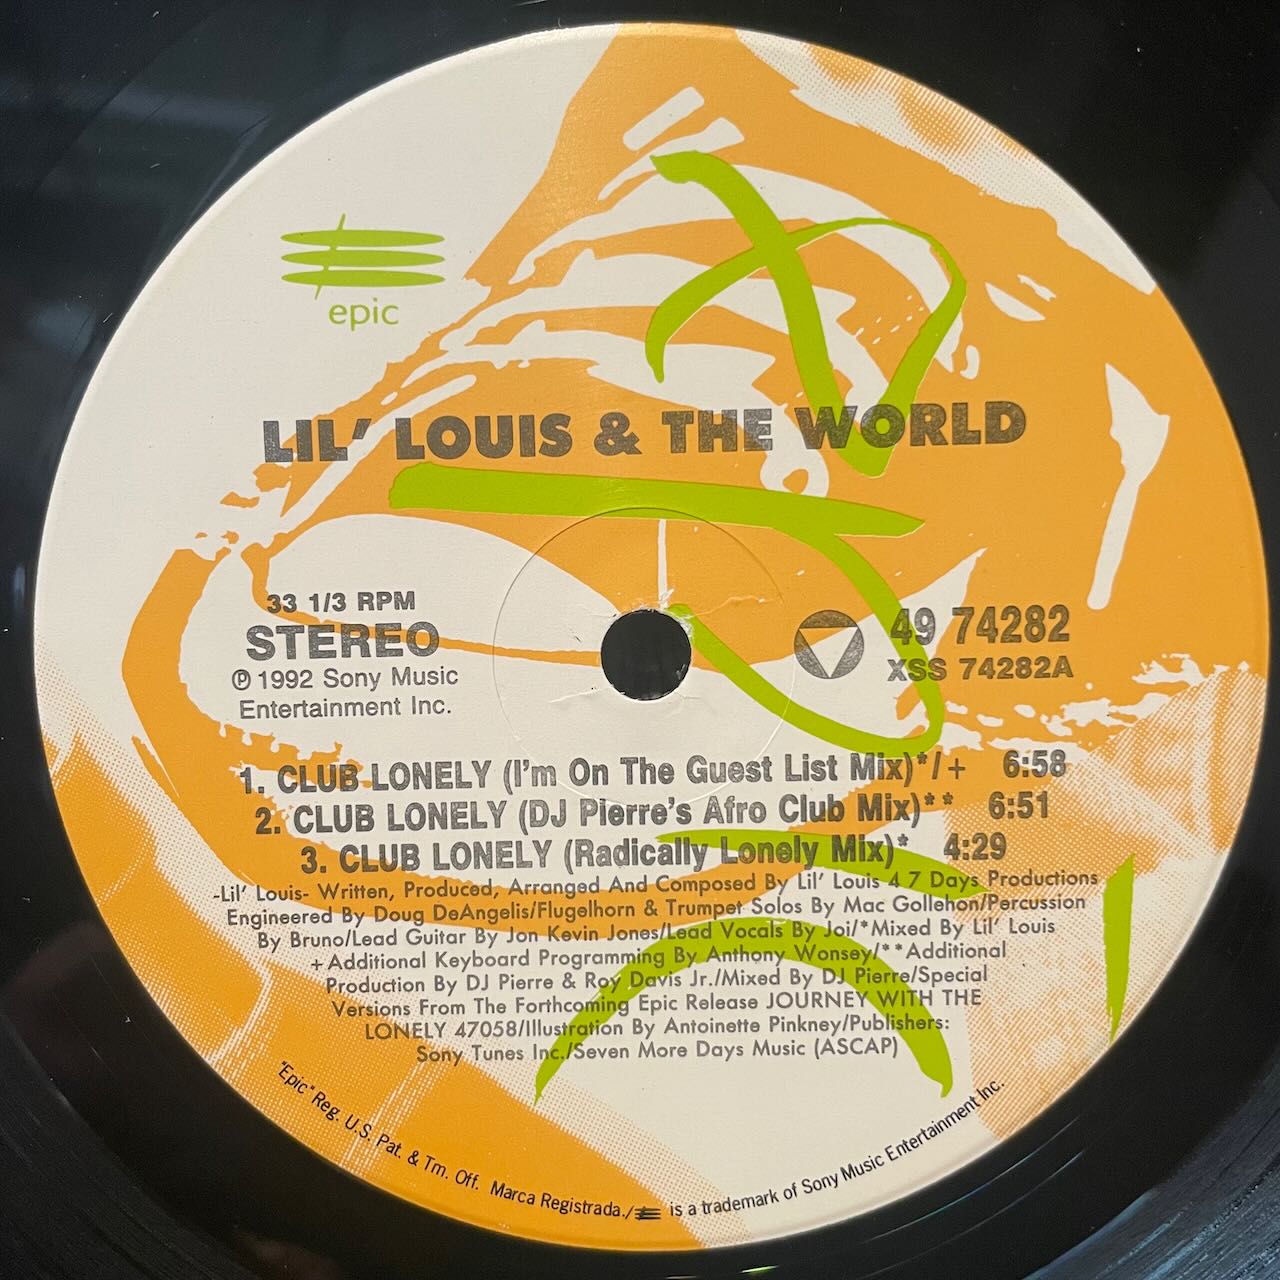 epic
LIL' LOUIS & THE WORLD
33 1/3 RPM
STEREO
℗ 1992 Sony Music
Entertainment Inc.
49 74282
XSS 74282A
1. CLUB LONELY (I'm On The Guest List Mix)*/+ 6:58
2. CLUB LONELY (DJ Pierre's Afro Club Mix)** 6:51
3. CLUB LONELY (Radically Lonely Mix)* 4:29
-Lil' Louis- Written, Produced, Arranged And Composed By Lil' Louis 4 7 Days Productions
Engineered By Doug DeAngelis/Flugelhorn & Trumpet Solos By Mac Gollehon/Percussion
By Bruno/Lead Guitar By Jon Kevin Jones/Lead Vocals By Joi/*Mixed By Lil' Louis
+Additional Keyboard Programming By Anthony Wonsey/**Additional
Production By DJ Pierre & Roy Davis Jr./Mixed By DJ Pierre/Special
Versions From The Forthcoming Epic Release JOURNEY WITH THE
LONELY 47058/Illustration By Antoinette Pinkney/Publishers:
Sony Tunes Inc./Seven More Days Music (ASCAP)
"Epic" Reg. U.S. Pat. & Tm. Off. Marca Registrada./ is a trademark of Sony Music Entertainment Inc.